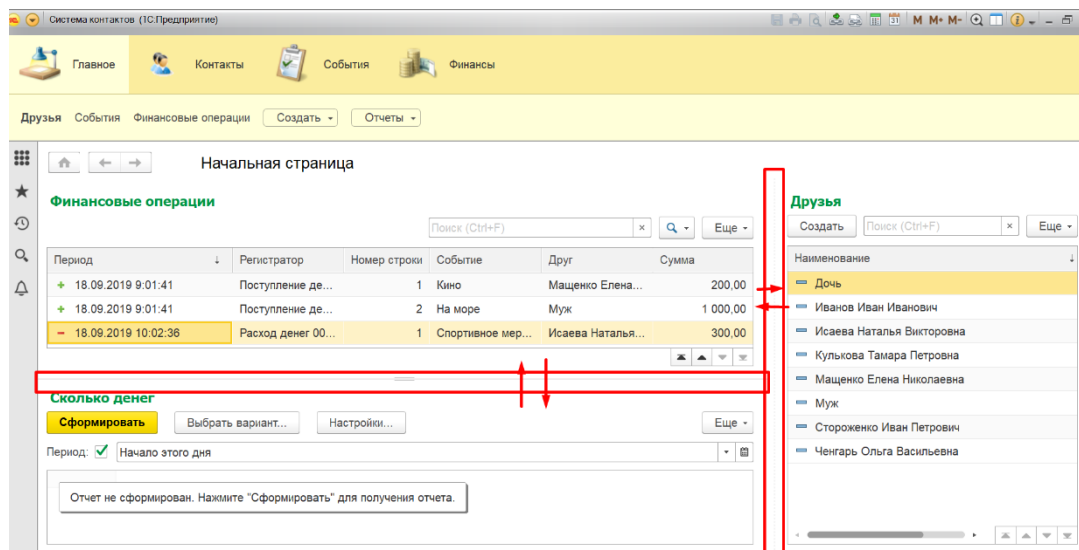 Система контактов (1С:Предприятие)
M M+ M-
Главное Контакты События Финансы
Друзья События Финансовые операции Создать Отчеты
Начальная страница
Финансовые операции
Поиск (Ctrl+F) × Еще
Период ↓ Регистратор Номер строки Событие Друг Сумма
18.09.2019 9:01:41 Поступление де... 1 Кино Мащенко Елена... 200,00
18.09.2019 9:01:41 Поступление де... 2 На море Муж 1 000,00
18.09.2019 10:02:36 Расход денег 00... 1 Спортивное мер... Исаева Наталья... 300,00
Сколько денег
Сформировать Выбрать вариант... Настройки... Еще
Период: Начало этого дня
Отчет не сформирован. Нажмите "Сформировать" для получения отчета.
Друзья
Создать Поиск (Ctrl+F) × Еще
Наименование ↓
Дочь
Иванов Иван Иванович
Исаева Наталья Викторовна
Кулькова Тамара Петровна
Мащенко Елена Николаевна
Муж
Стороженко Иван Петрович
Ченгарь Ольга Васильевна